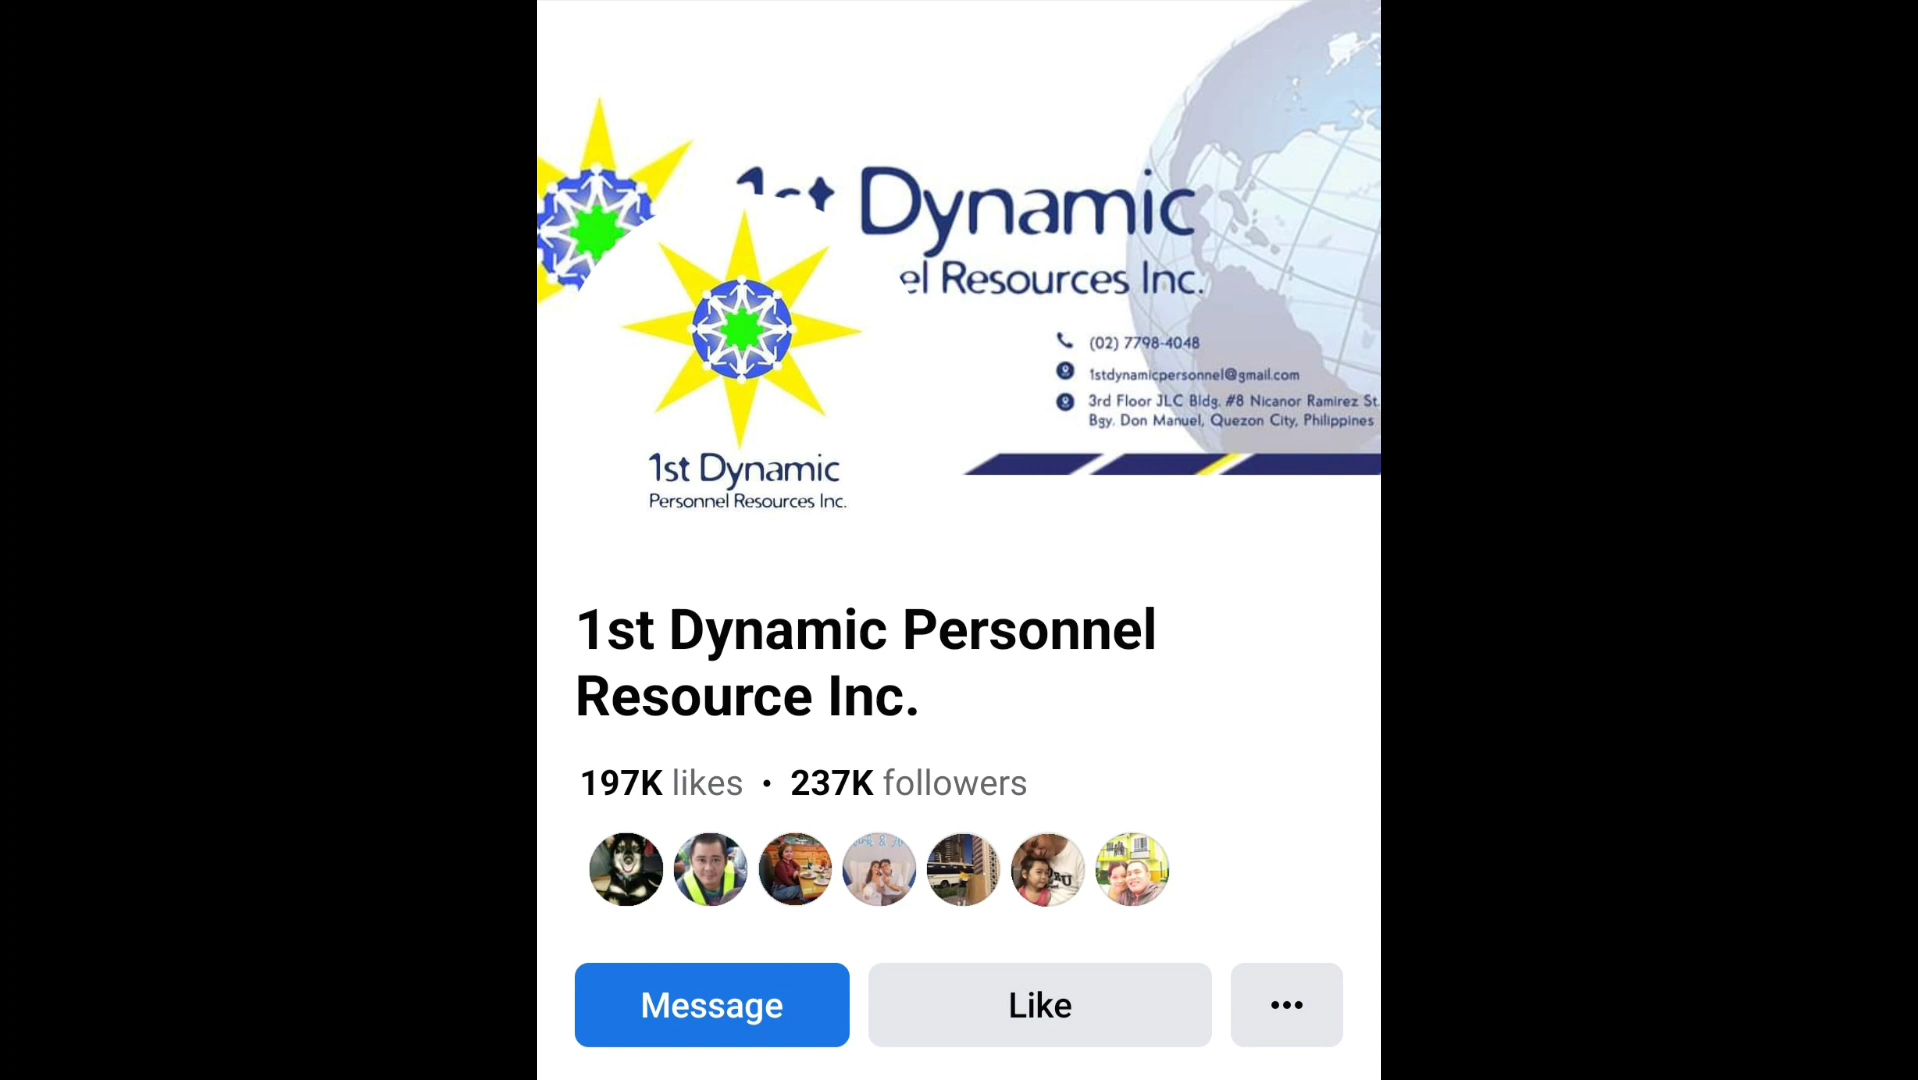 1st Dynamic
el Resources Inc.
(02) 7798-4048
1stdynamicpersonnel@gmail.com
3rd Floor JLC Bldg. #8 Nicanor Ramirez St.
Bgy. Don Manuel, Quezon City, Philippines
1st Dynamic
Personnel Resources Inc.
1st Dynamic Personnel
Resource Inc.
197K likes • 237K followers
Message
Like